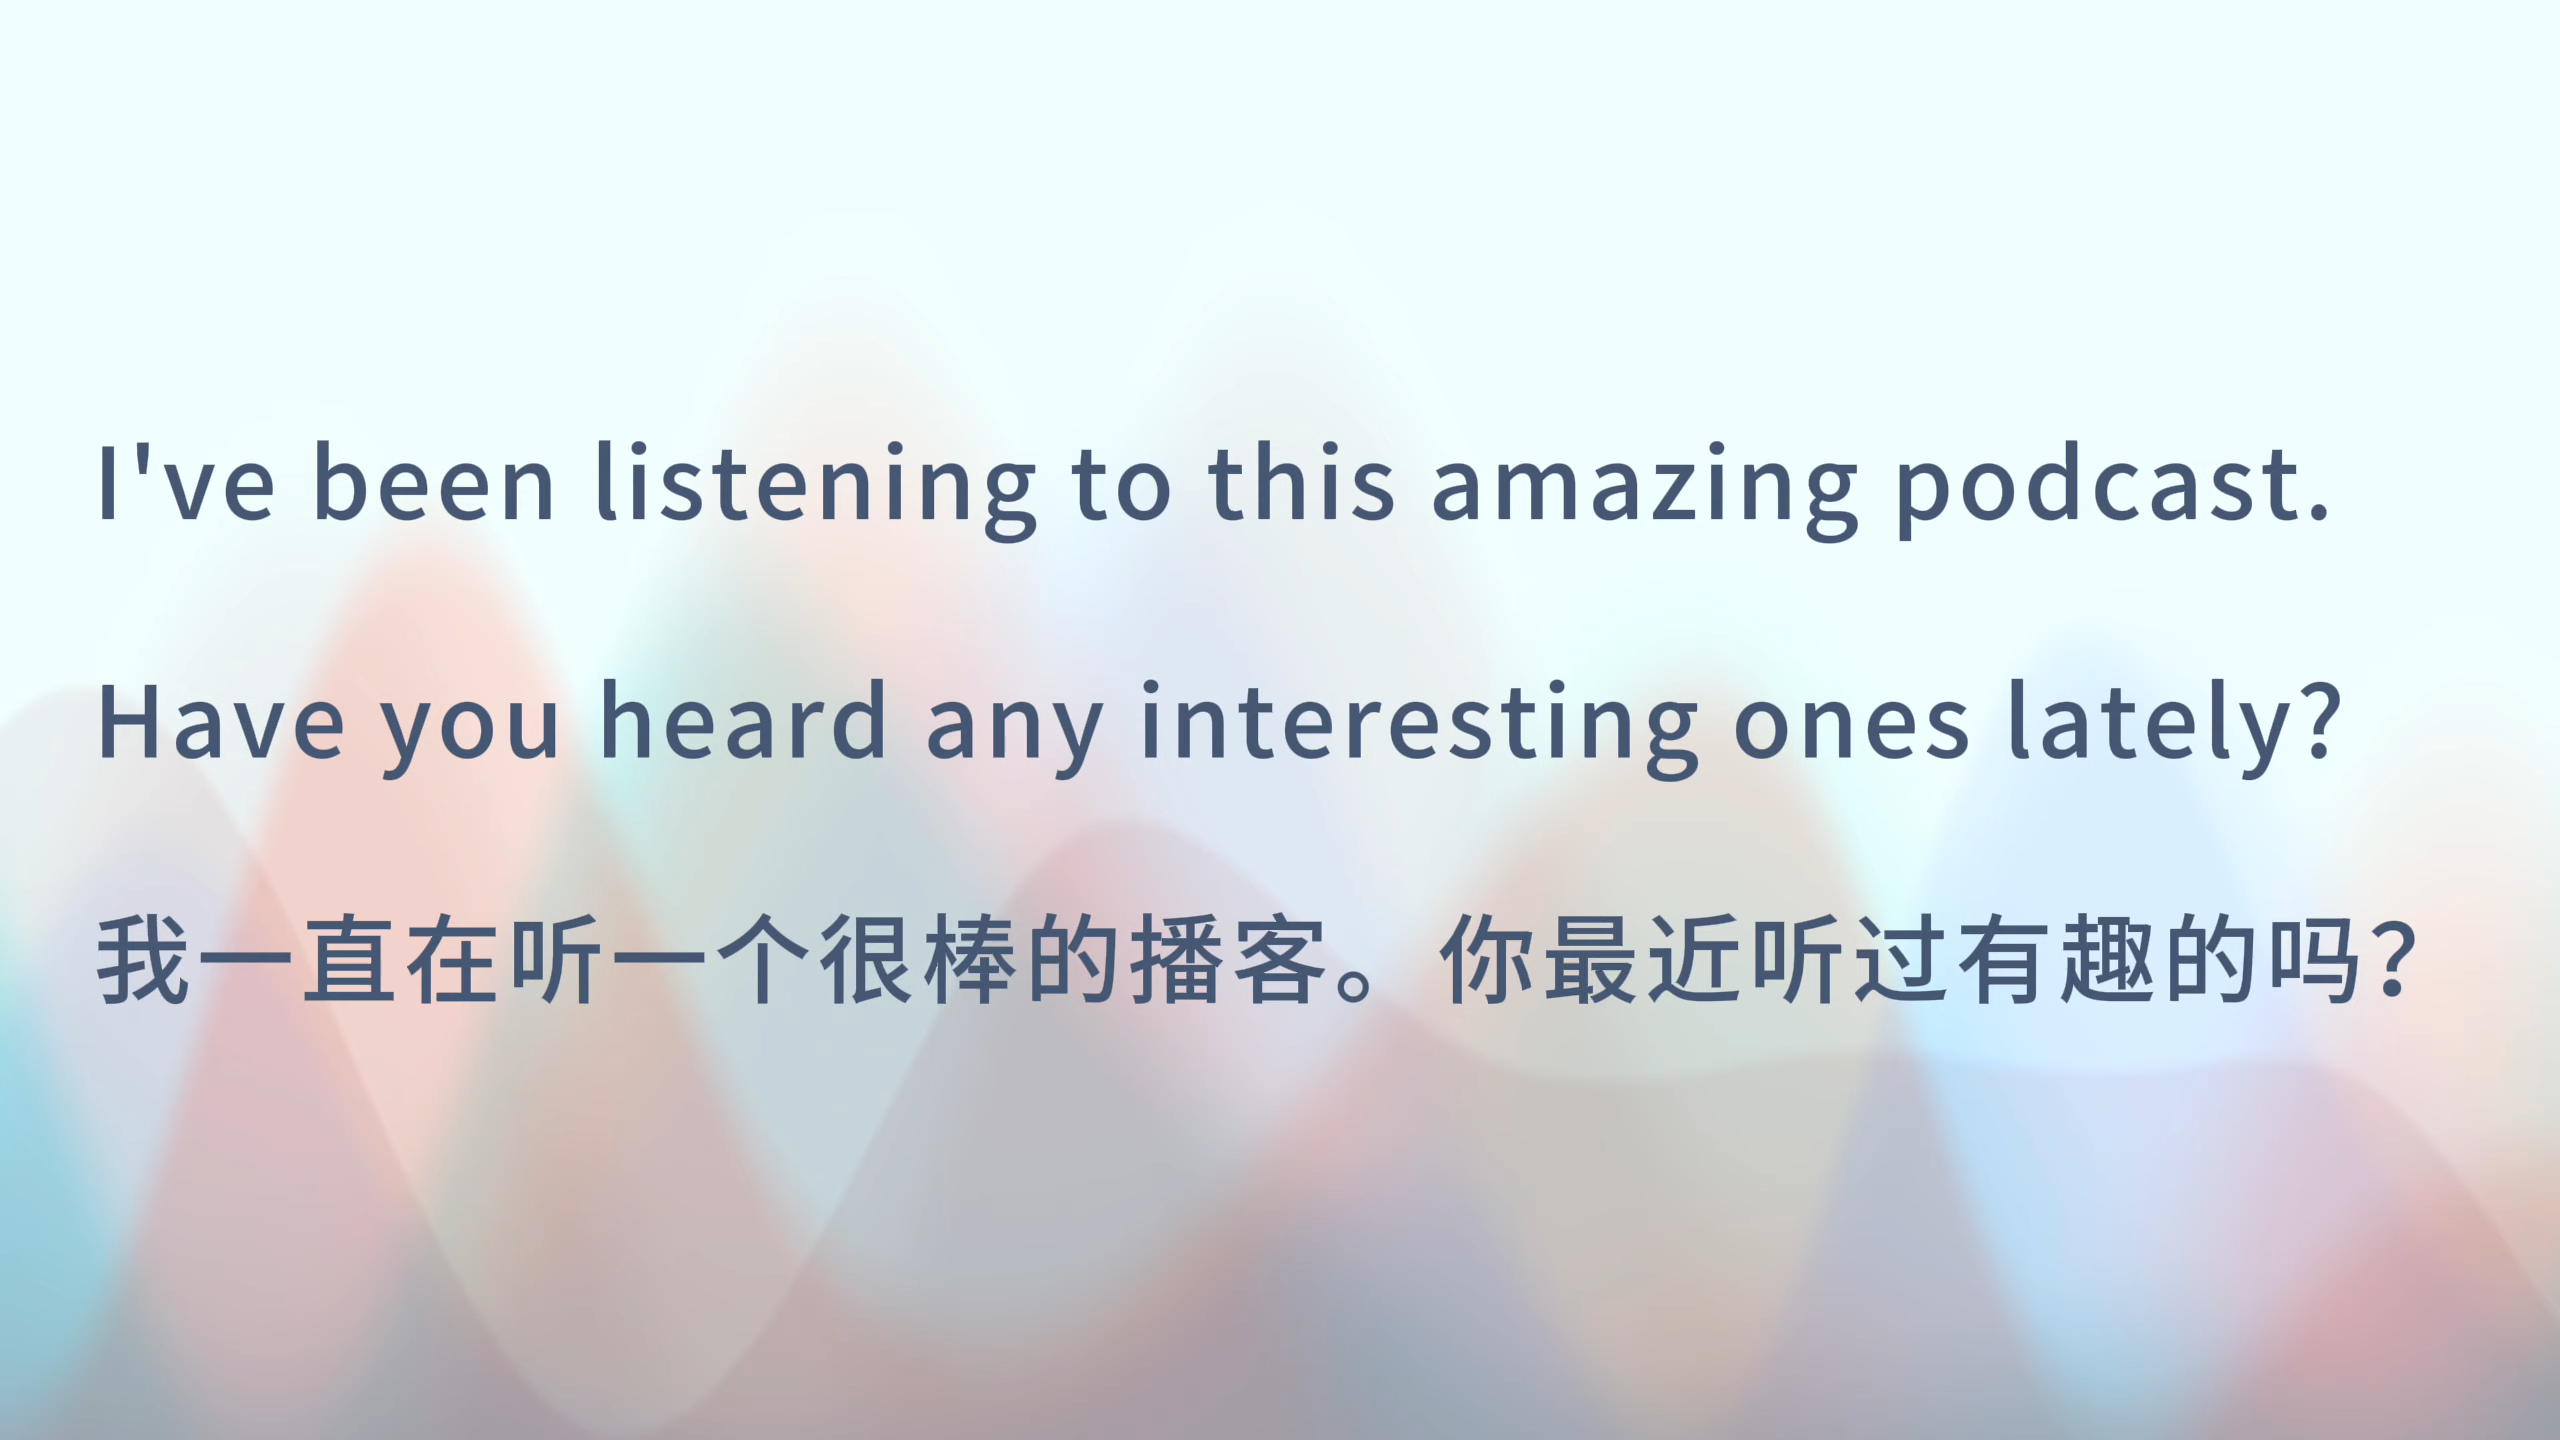 I've been listening to this amazing podcast.
Have you heard any interesting ones lately?
我一直在听一个很棒的播客。你最近听过有趣的吗？